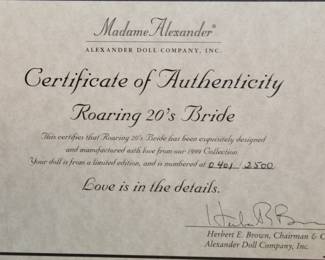 Madame Alexander®
ALEXANDER DOLL COMPANY, INC.
Certificate of Authenticity
Roaring 20's Bride
This certifies that Roaring 20's Bride has been exquisitely designed
and manufactured with love from our 1999 Collection.
Your doll is from a limited edition, and is numbered at 0401 / 2500
Love is in the details.
Herbert E. Brown, Chairman & C
Alexander Doll Company, Inc.